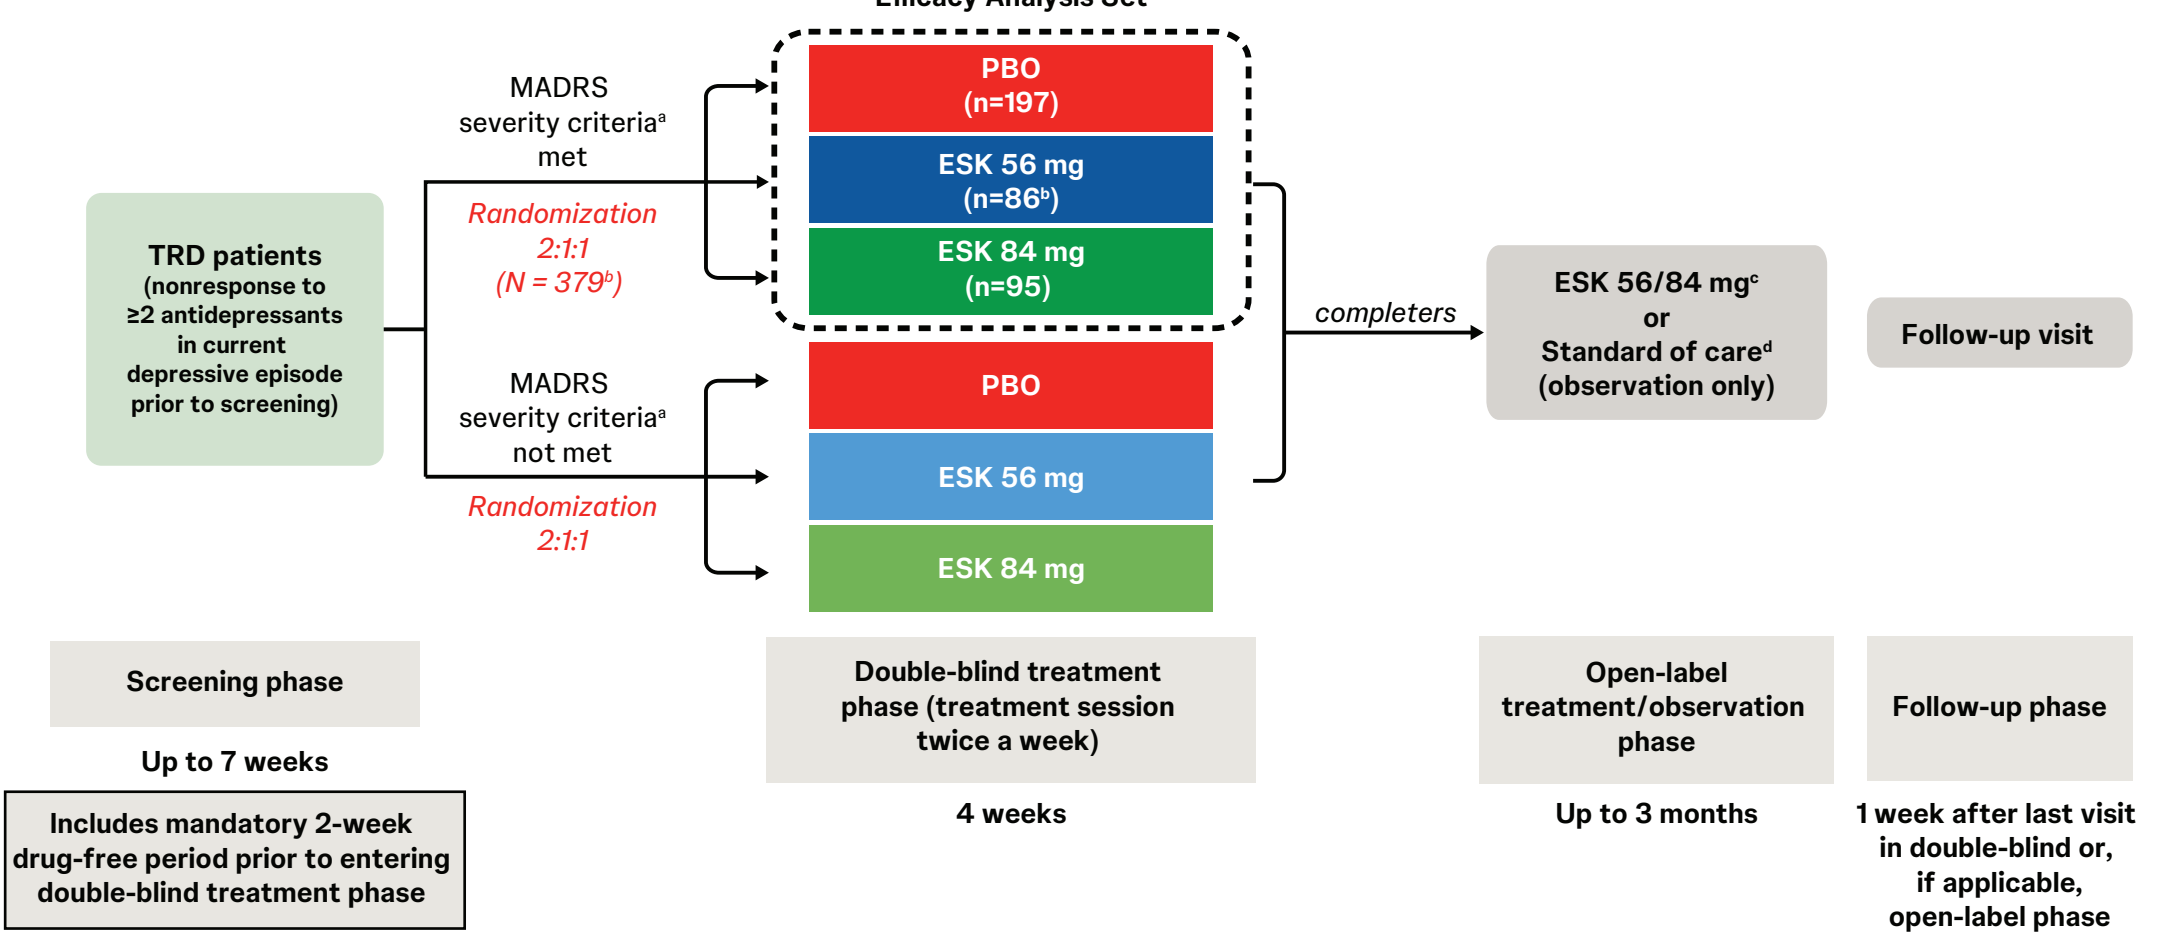 Efficacy Analysis Set
TRD patients
(nonresponse to
≥2 antidepressants
in current
depressive episode
prior to screening)
MADRS
severity criteriaᵃ
met
Randomization
2:1:1
(N = 379ᵇ)
MADRS
severity criteriaᵃ
not met
Randomization
2:1:1
PBO
(n=197)
ESK 56 mg
(n=86ᵇ)
ESK 84 mg
(n=95)
PBO
ESK 56 mg
ESK 84 mg
completers
ESK 56/84 mgᶜ
or
Standard of careᵈ
(observation only)
Follow-up visit
Screening phase
Up to 7 weeks
Includes mandatory 2-week
drug-free period prior to entering
double-blind treatment phase
Double-blind treatment
phase (treatment session
twice a week)
4 weeks
Open-label
treatment/observation
phase
Up to 3 months
Follow-up phase
1 week after last visit
in double-blind or,
if applicable,
open-label phase